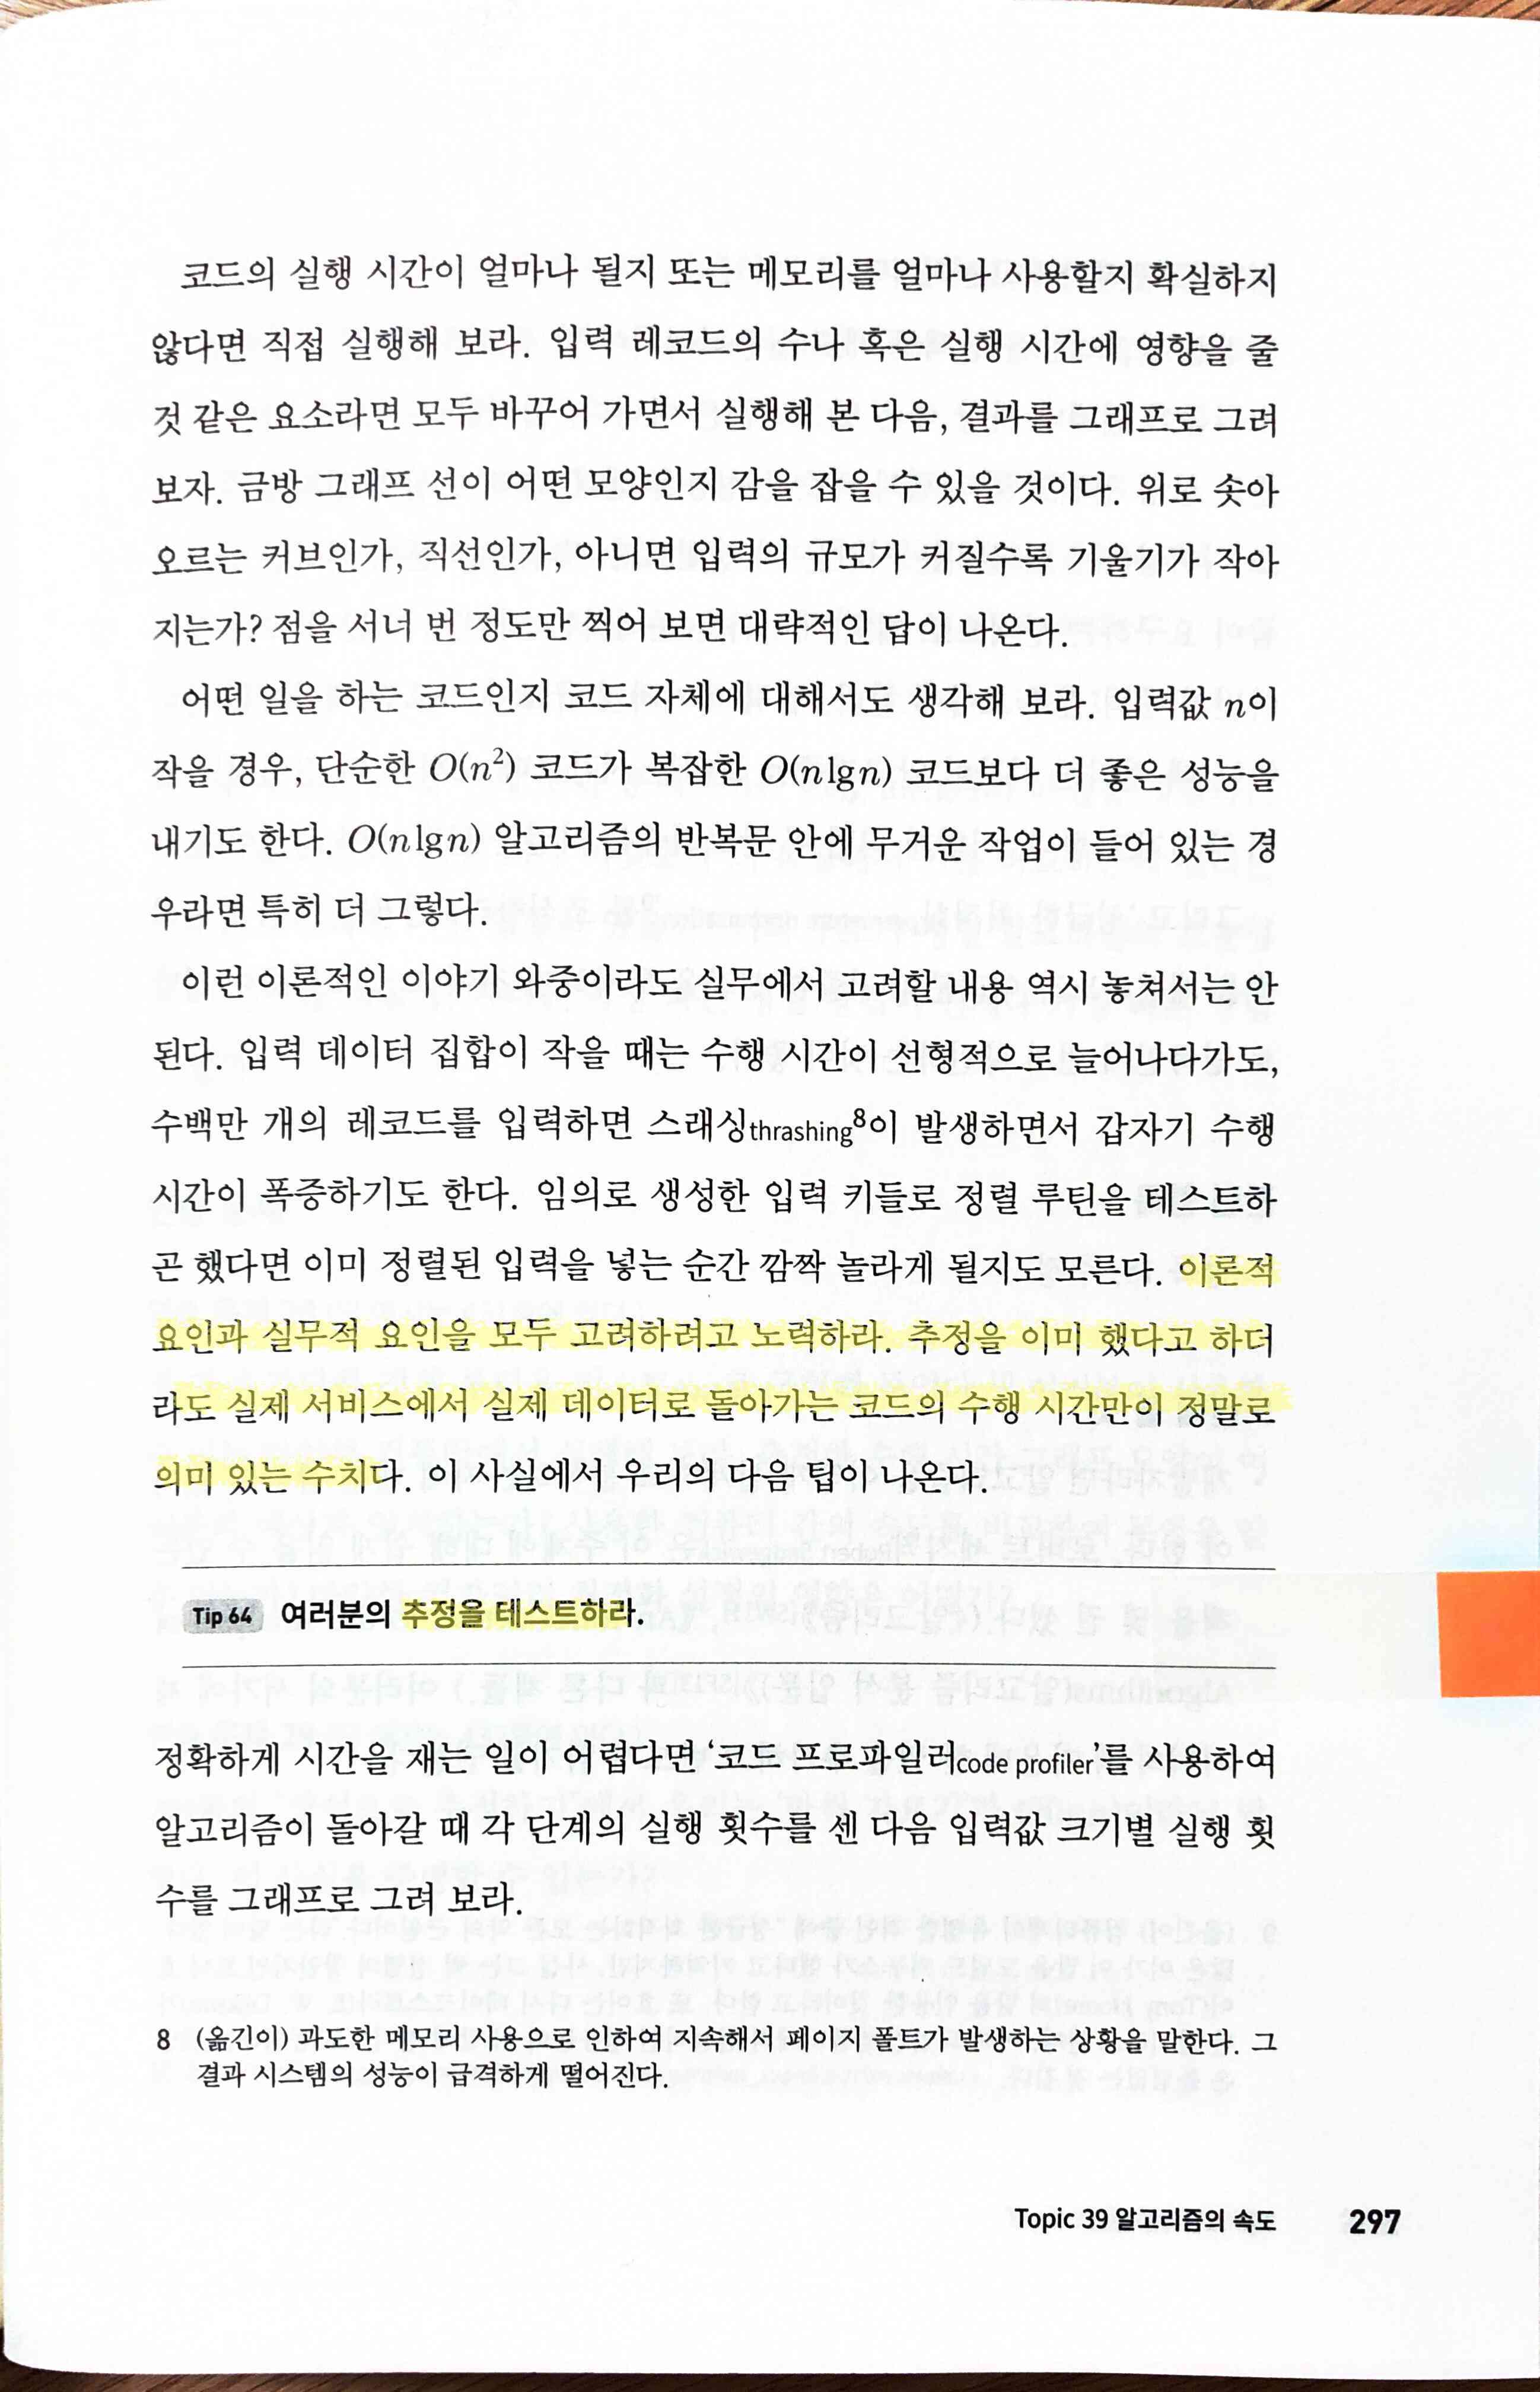 코드의 실행 시간이 얼마나 될지 또는 메모리를 얼마나 사용할지 확실하지
않다면 직접 실행해 보라. 입력 레코드의 수나 혹은 실행 시간에 영향을 줄
것 같은 요소라면 모두 바꾸어 가면서 실행해 본 다음, 결과를 그래프로 그려
보자. 금방 그래프 선이 어떤 모양인지 감을 잡을 수 있을 것이다. 위로 솟아
오르는 커브인가, 직선인가, 아니면 입력의 규모가 커질수록 기울기가 작아
지는가? 점을 서너 번 정도만 찍어 보면 대략적인 답이 나온다.
어떤 일을 하는 코드인지 코드 자체에 대해서도 생각해 보라. 입력값 n이
작을 경우, 단순한 O(n²) 코드가 복잡한 O(n lg n) 코드보다 더 좋은 성능을
내기도 한다. O(n lg n) 알고리즘의 반복문 안에 무거운 작업이 들어 있는 경
우라면 특히 더 그렇다.
이런 이론적인 이야기 와중이라도 실무에서 고려할 내용 역시 놓쳐서는 안
된다. 입력 데이터 집합이 작을 때는 수행 시간이 선형적으로 늘어나다가도,
수백만 개의 레코드를 입력하면 스래싱thrashing⁸이 발생하면서 갑자기 수행
시간이 폭증하기도 한다. 임의로 생성한 입력 키들로 정렬 루틴을 테스트하
곤 했다면 이미 정렬된 입력을 넣는 순간 깜짝 놀라게 될지도 모른다. 이론적
요인과 실무적 요인을 모두 고려하려고 노력하라. 추정을 이미 했다고 하더
라도 실제 서비스에서 실제 데이터로 돌아가는 코드의 수행 시간만이 정말로
의미 있는 수치다. 이 사실에서 우리의 다음 팁이 나온다.
Tip 64 여러분의 추정을 테스트하라.
정확하게 시간을 재는 일이 어렵다면 ‘코드 프로파일러code profiler’를 사용하여
알고리즘이 돌아갈 때 각 단계의 실행 횟수를 센 다음 입력값 크기별 실행 횟
수를 그래프로 그려 보라.
8 (옮긴이) 과도한 메모리 사용으로 인하여 지속해서 페이지 폴트가 발생하는 상황을 말한다. 그
결과 시스템의 성능이 급격하게 떨어진다.
Topic 39 알고리즘의 속도 297